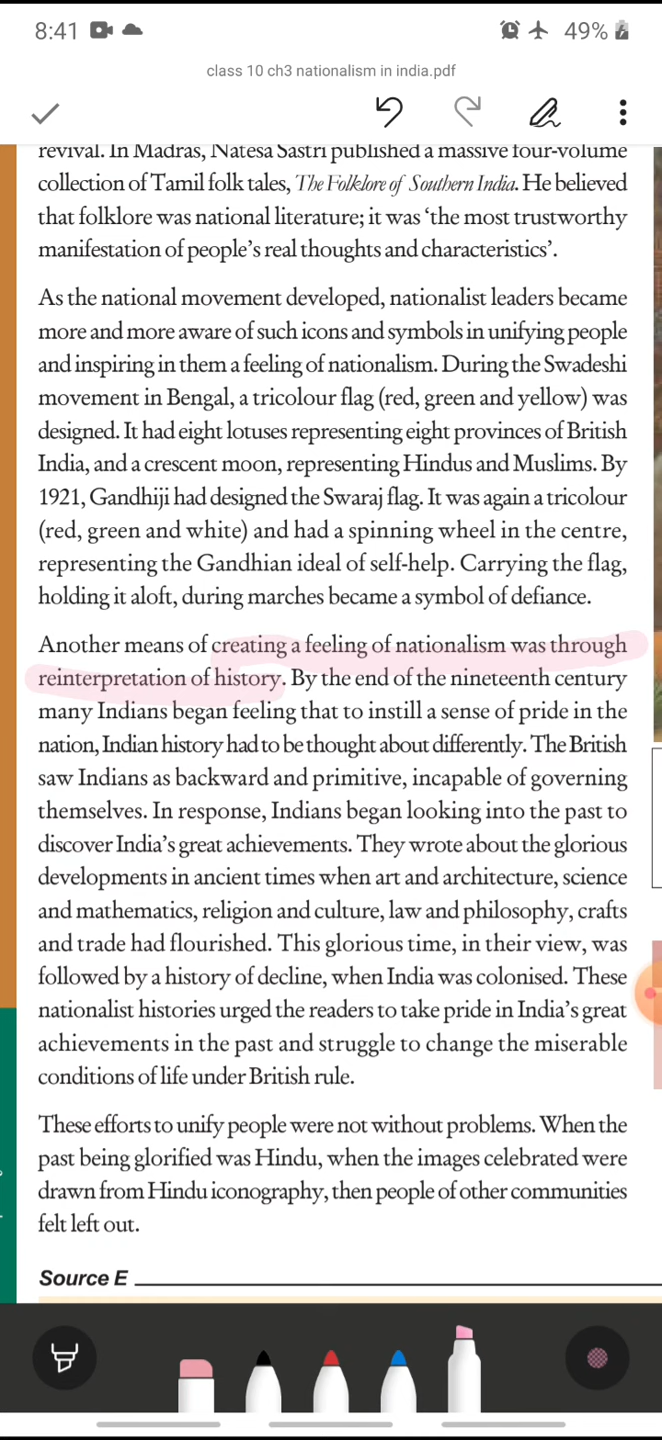 8:41
49%
class 10 ch3 nationalism in india.pdf
revival. In Madras, Natesa Sastri published a massive four-volume
collection of Tamil folk tales, The Folklore of Southern India. He believed
that folklore was national literature; it was ‘the most trustworthy
manifestation of people’s real thoughts and characteristics’.
As the national movement developed, nationalist leaders became
more and more aware of such icons and symbols in unifying people
and inspiring in them a feeling of nationalism. During the Swadeshi
movement in Bengal, a tricolour flag (red, green and yellow) was
designed. It had eight lotuses representing eight provinces of British
India, and a crescent moon, representing Hindus and Muslims. By
1921, Gandhiji had designed the Swaraj flag. It was again a tricolour
(red, green and white) and had a spinning wheel in the centre,
representing the Gandhian ideal of self-help. Carrying the flag,
holding it aloft, during marches became a symbol of defiance.
Another means of creating a feeling of nationalism was through
reinterpretation of history. By the end of the nineteenth century
many Indians began feeling that to instill a sense of pride in the
nation, Indian history had to be thought about differently. The British
saw Indians as backward and primitive, incapable of governing
themselves. In response, Indians began looking into the past to
discover India’s great achievements. They wrote about the glorious
developments in ancient times when art and architecture, science
and mathematics, religion and culture, law and philosophy, crafts
and trade had flourished. This glorious time, in their view, was
followed by a history of decline, when India was colonised. These
nationalist histories urged the readers to take pride in India’s great
achievements in the past and struggle to change the miserable
conditions of life under British rule.
These efforts to unify people were not without problems. When the
past being glorified was Hindu, when the images celebrated were
drawn from Hindu iconography, then people of other communities
felt left out.
Source E